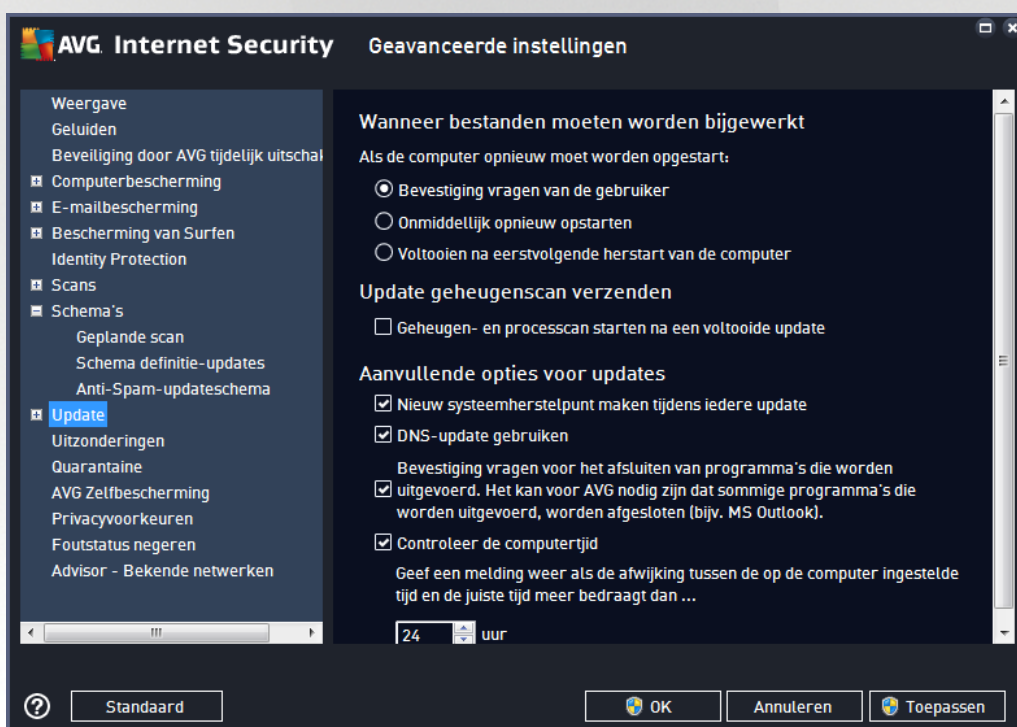 AVG. Internet Security
Geavanceerde instellingen
Weergave
Geluiden
Beveiliging door AVG tijdelijk uitschal
Computerbescherming
E-mailbescherming
Bescherming van Surfen
Identity Protection
Scans
Schema's
Geplande scan
Schema definitie-updates
Anti-Spam-updateschema
Update
Uitzonderingen
Quarantaine
AVG Zelfbescherming
Privacyvoorkeuren
Foutstatus negeren
Advisor - Bekende netwerken
Wanneer bestanden moeten worden bijgewerkt
Als de computer opnieuw moet worden opgestart:
Bevestiging vragen van de gebruiker
Onmiddellijk opnieuw opstarten
Voltooien na eerstvolgende herstart van de computer
Update geheugenscan verzenden
Geheugen- en processcan starten na een voltooide update
Aanvullende opties voor updates
Nieuw systeemherstelpunt maken tijdens iedere update
DNS-update gebruiken
Bevestiging vragen voor het afsluiten van programma's die worden
uitgevoerd. Het kan voor AVG nodig zijn dat sommige programma's die
worden uitgevoerd, worden afgesloten (bijv. MS Outlook).
Controleer de computertijd
Geef een melding weer als de afwijking tussen de op de computer ingestelde
tijd en de juiste tijd meer bedraagt dan ...
24 uur
Standaard
OK
Annuleren
Toepassen